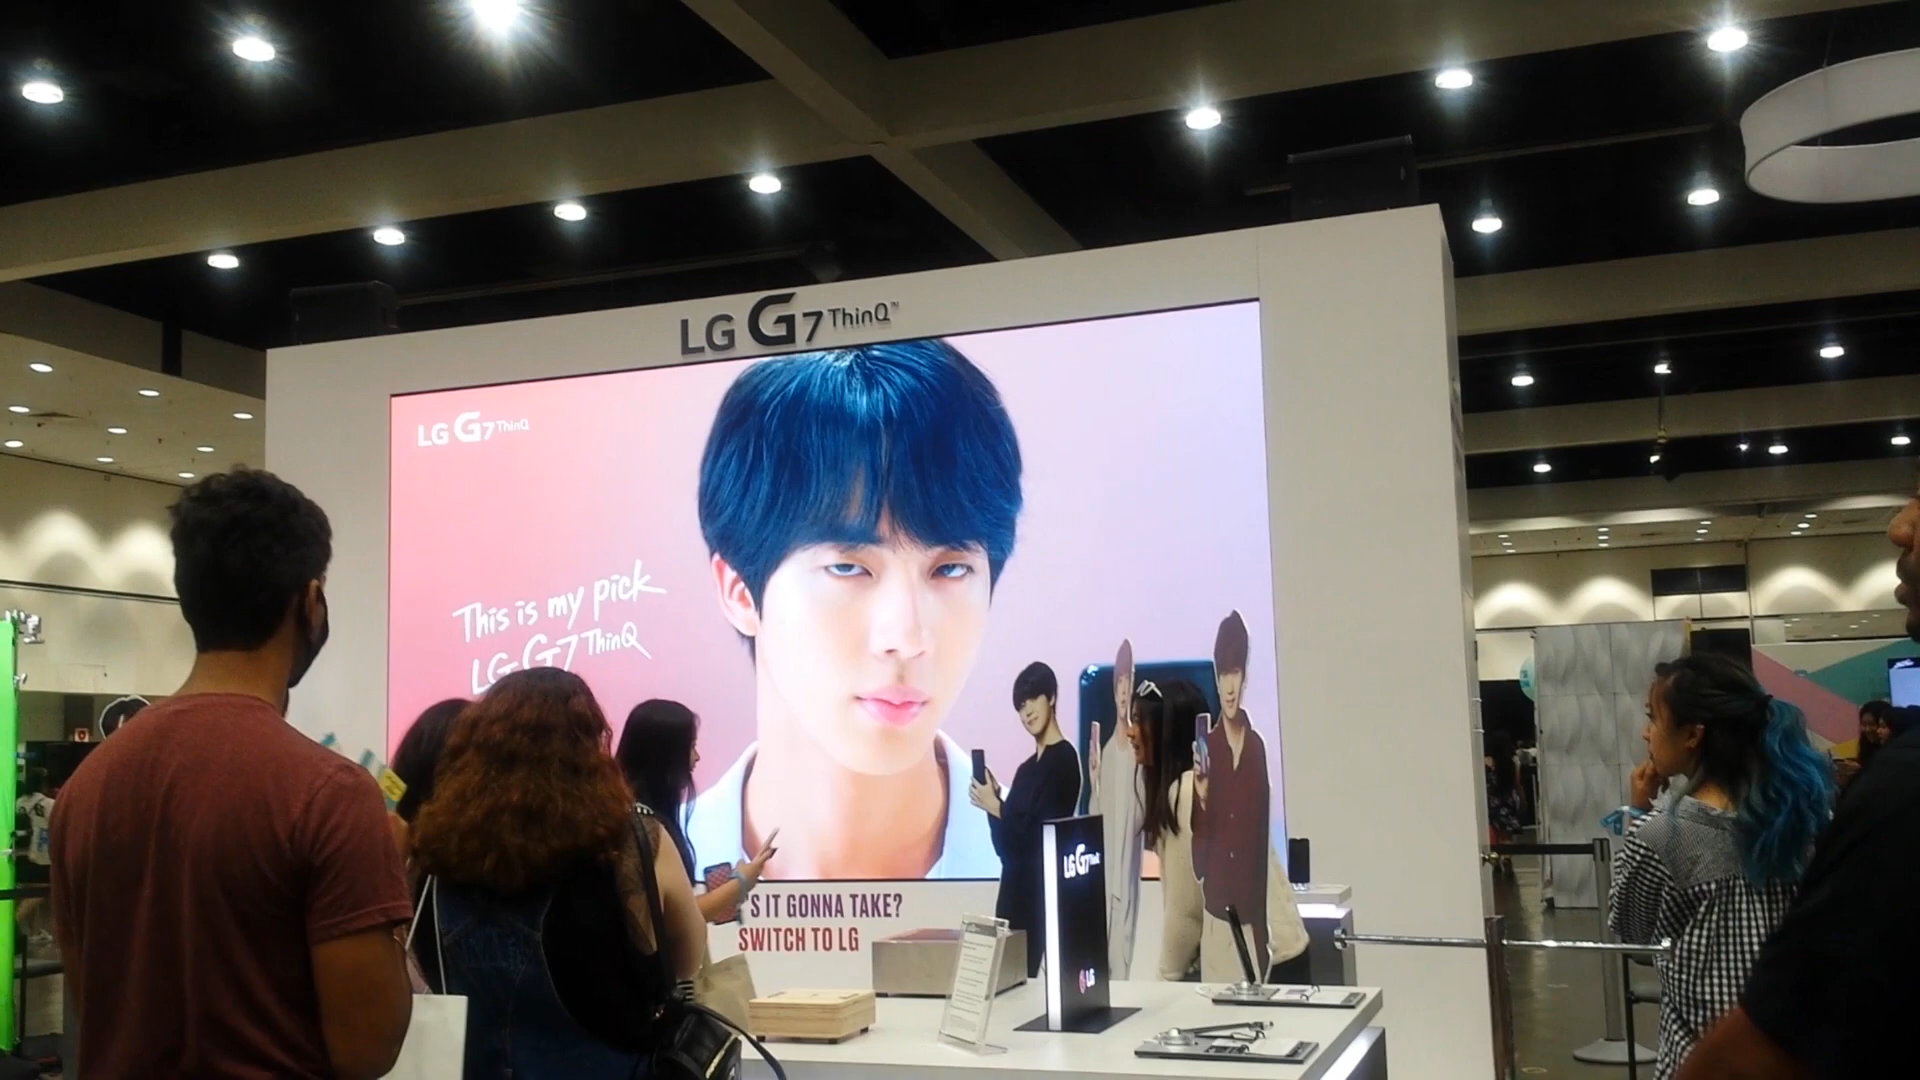 LG G7 ThinQ™
LG G7 ThinQ
This is my pick
LG G7 ThinQ
'S IT GONNA TAKE?
SWITCH TO LG
LG G7 ThinQ
LG